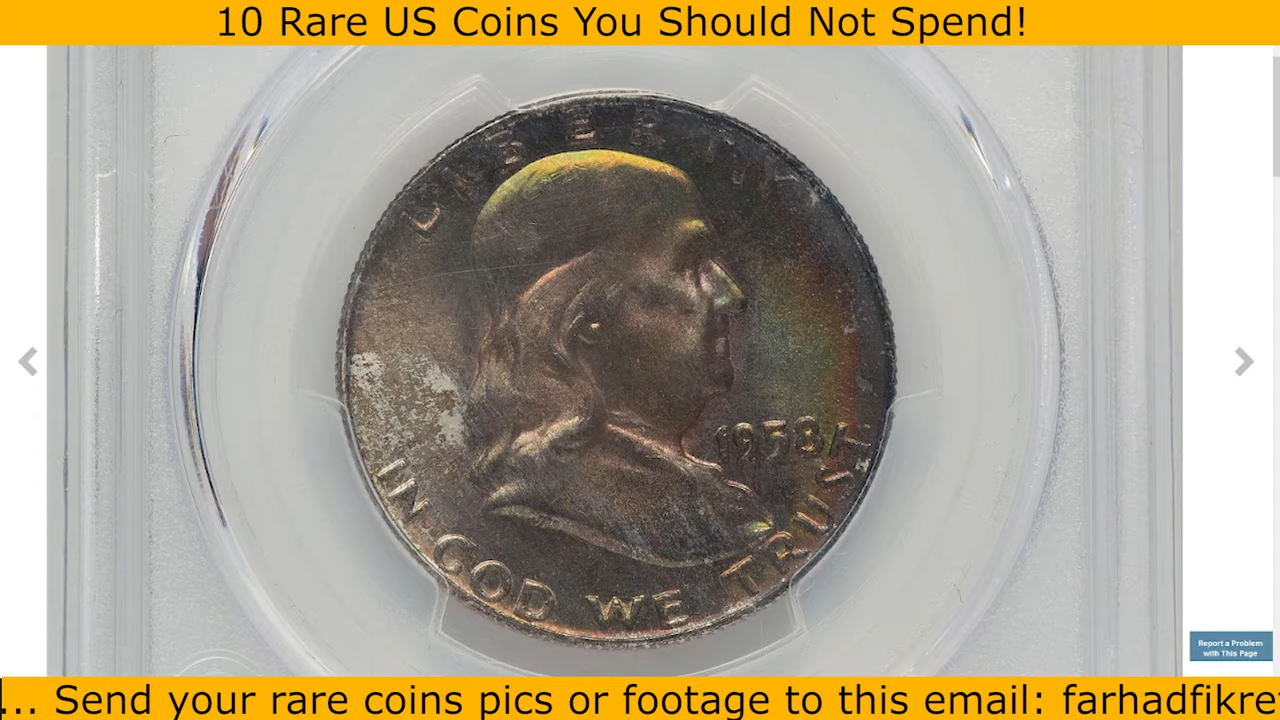 10 Rare US Coins You Should Not Spend!
LIBERTY
1958
IN GOD WE TRUST
Report a Problem
with This Page
... Send your rare coins pics or footage to this email: farhadfikre